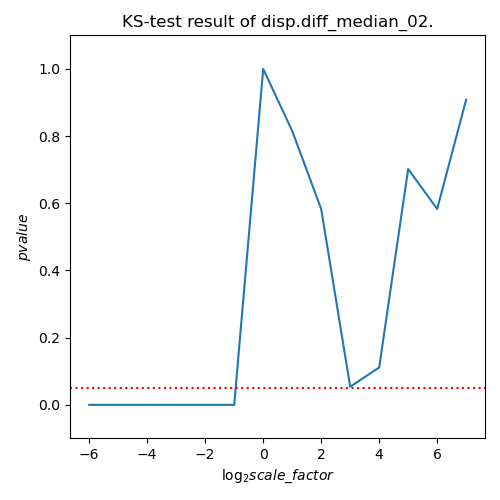 KS-test result of disp.diff_median_02.
1.0
0.8
0.6
0.4
0.2
0.0
pvalue
−6 −4 −2 0 2 4 6
log₂scale_factor